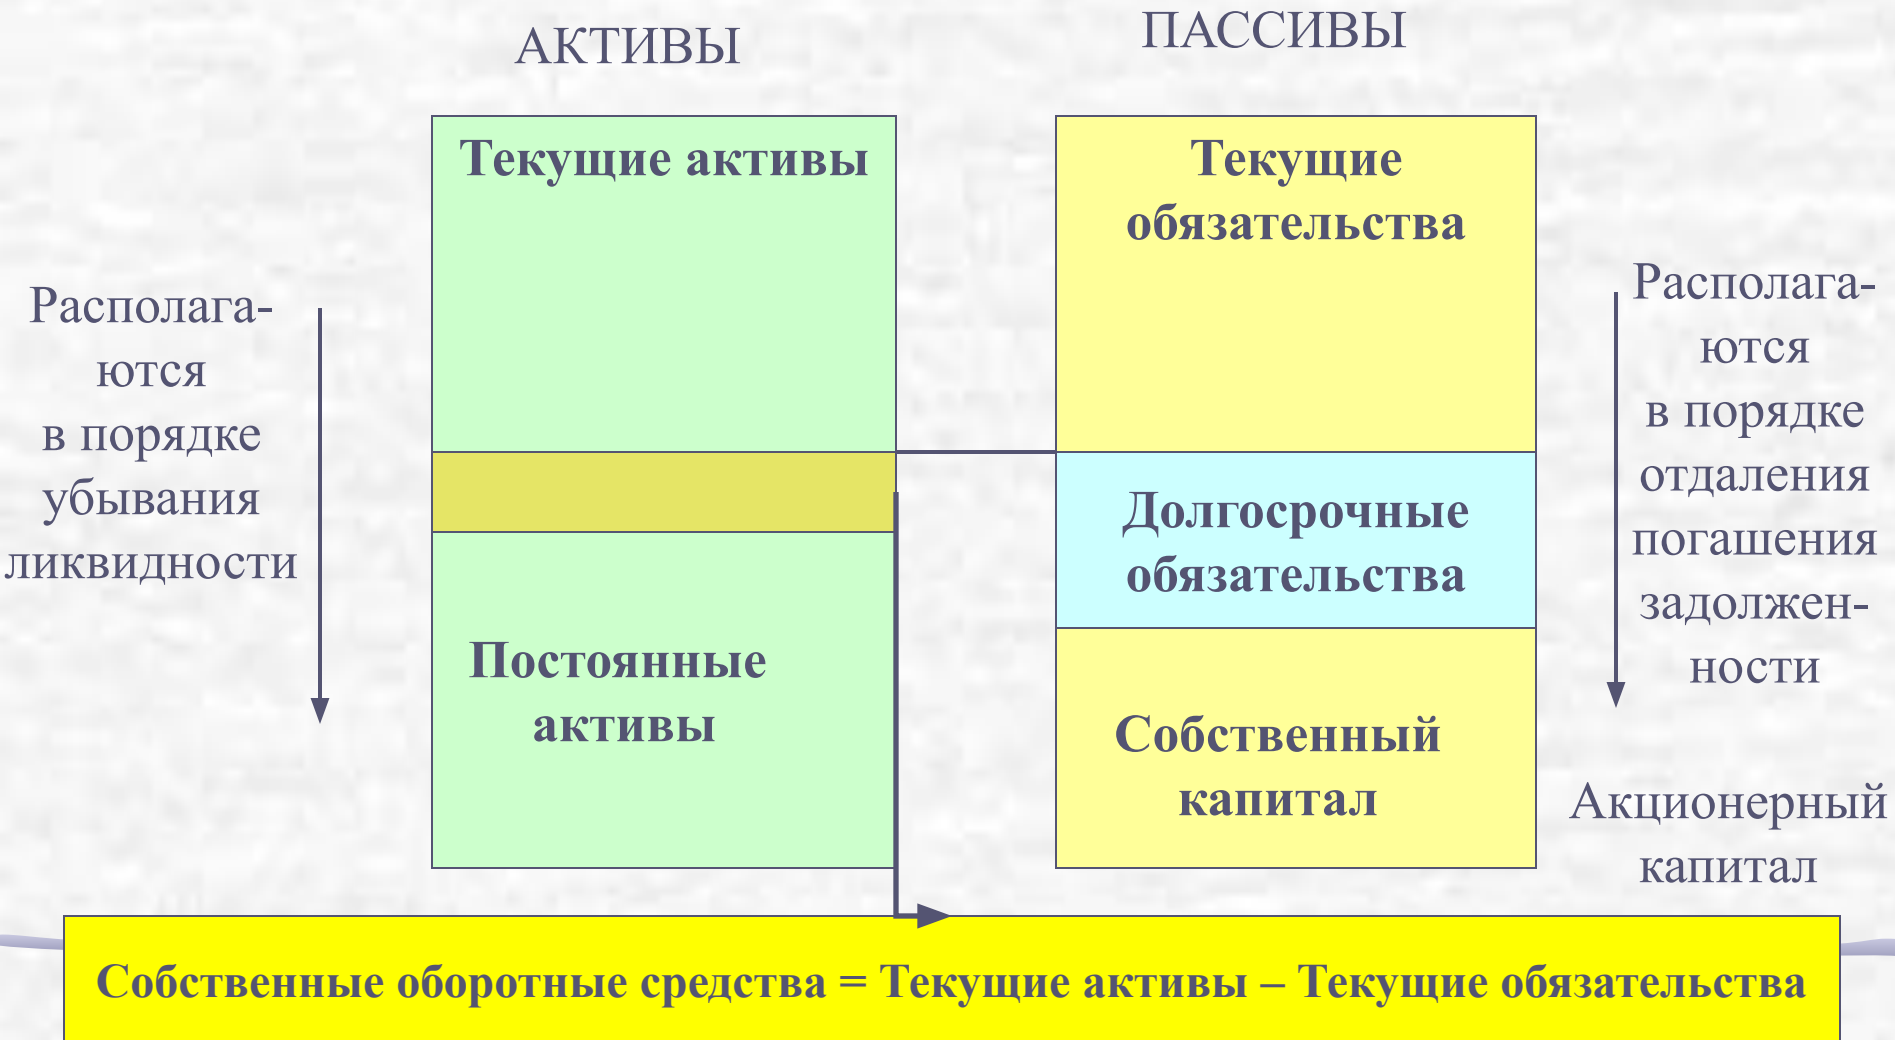 АКТИВЫ
ПАССИВЫ
Текущие активы
Текущие
обязательства
Располага-
ются
в порядке
убывания
ликвидности
Располага-
ются
в порядке
отдаления
погашения
задолжен-
ности
Долгосрочные
обязательства
Постоянные
активы
Собственный
капитал
Акционерный
капитал
Собственные оборотные средства = Текущие активы – Текущие обязательства